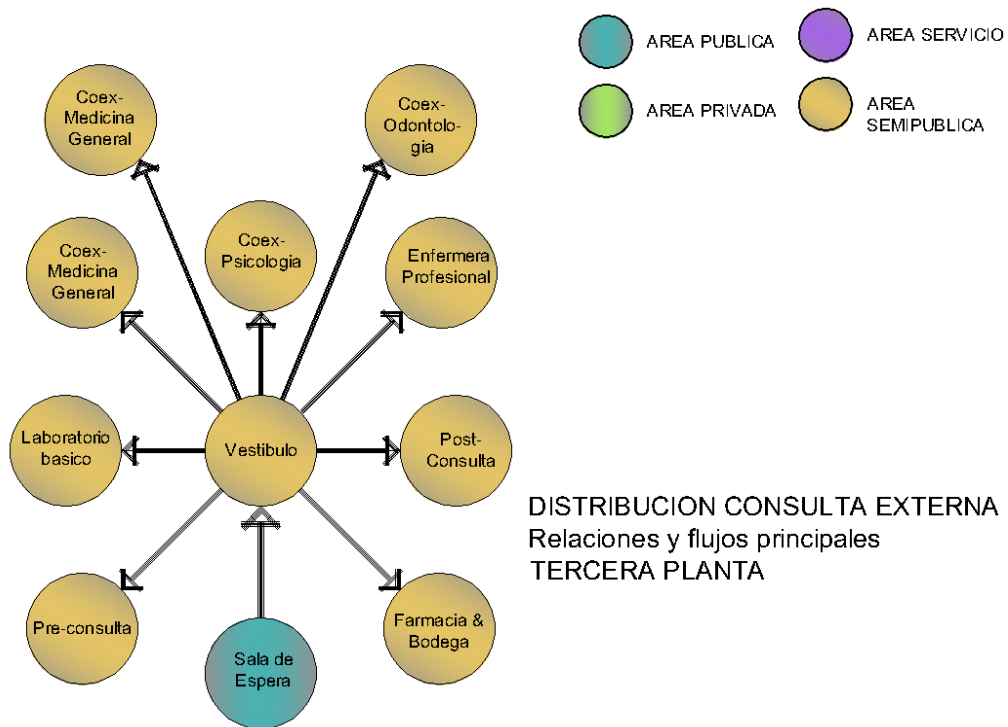 AREA PUBLICA
AREA SERVICIO
AREA PRIVADA
AREA
SEMIPUBLICA
Coex-
Medicina
General
Coex-
Odontolo-
gia
Coex-
Medicina
General
Coex-
Psicologia
Enfermera
Profesional
Laboratorio
basico
Vestibulo
Post-
Consulta
Pre-consulta
Sala de
Espera
Farmacia &
Bodega
DISTRIBUCION CONSULTA EXTERNA
Relaciones y flujos principales
TERCERA PLANTA